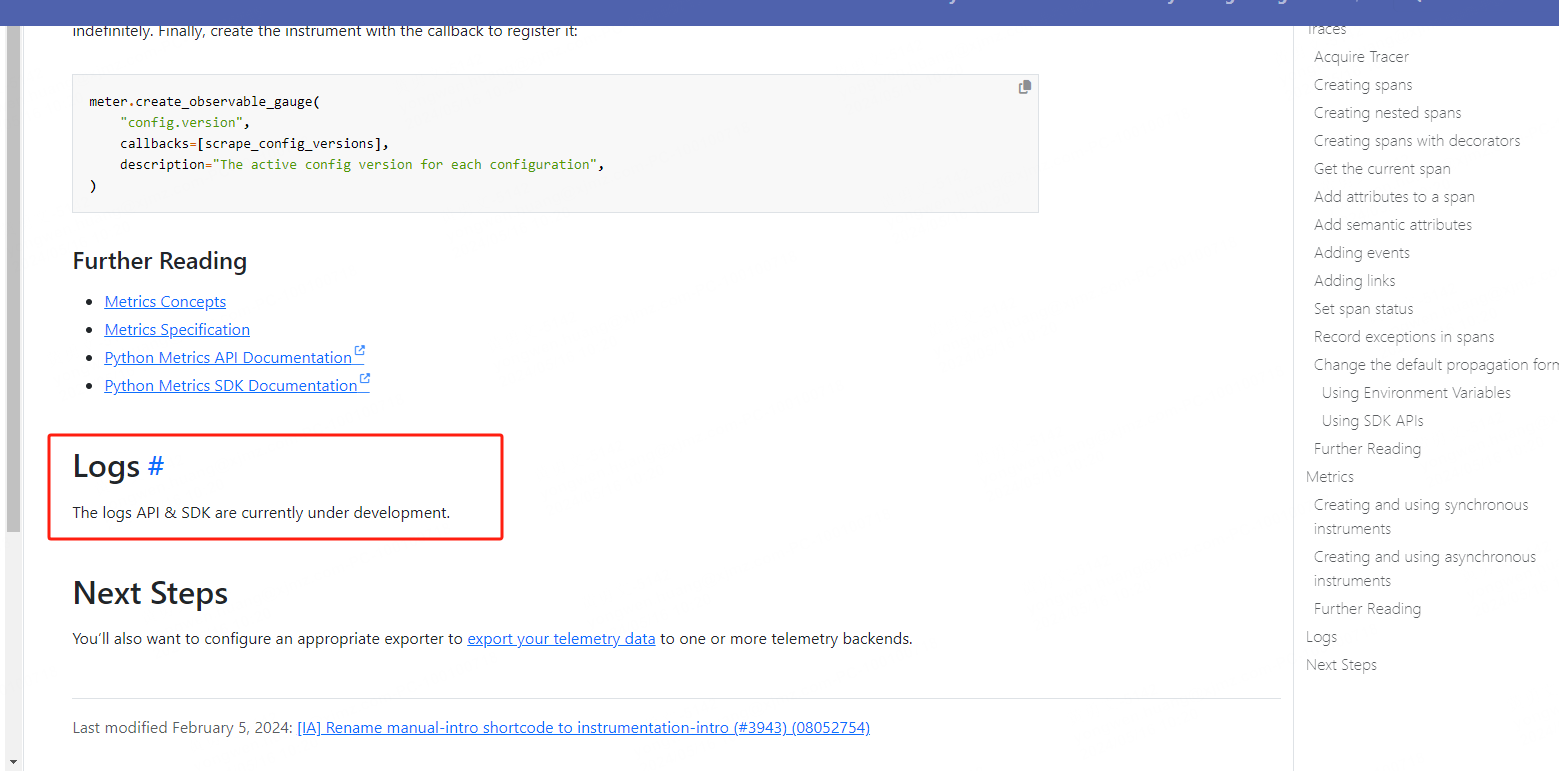 indefinitely. Finally, create the instrument with the callback to register it:
meter.create_observable_gauge(
    "config.version",
    callbacks=[scrape_config_versions],
    description="The active config version for each configuration",
)
Further Reading
Metrics Concepts
Metrics Specification
Python Metrics API Documentation
Python Metrics SDK Documentation
Logs #
The logs API & SDK are currently under development.
Next Steps
You'll also want to configure an appropriate exporter to export your telemetry data to one or more telemetry backends.
Last modified February 5, 2024: [IA] Rename manual-intro shortcode to instrumentation-intro (#3943) (08052754)
Traces
Acquire Tracer
Creating spans
Creating nested spans
Creating spans with decorators
Get the current span
Add attributes to a span
Add semantic attributes
Adding events
Adding links
Set span status
Record exceptions in spans
Change the default propagation form
Using Environment Variables
Using SDK APIs
Further Reading
Metrics
Creating and using synchronous
instruments
Creating and using asynchronous
instruments
Further Reading
Logs
Next Steps